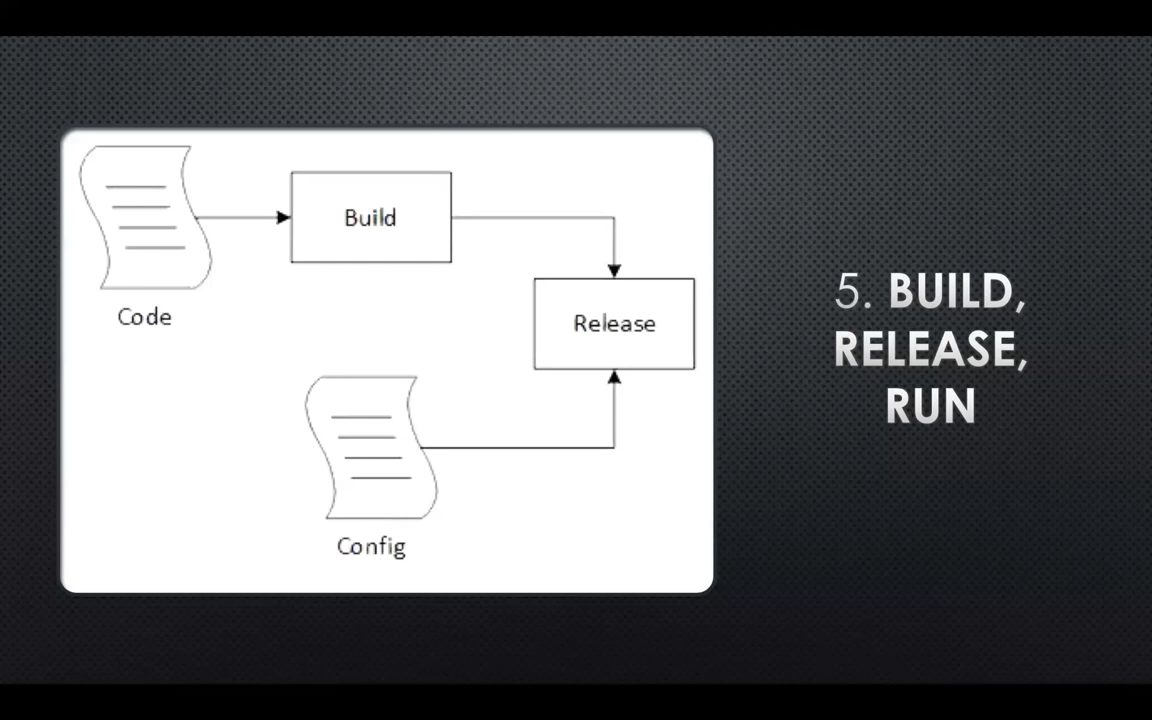 Build
Code
Release
Config
5. BUILD,
RELEASE,
RUN